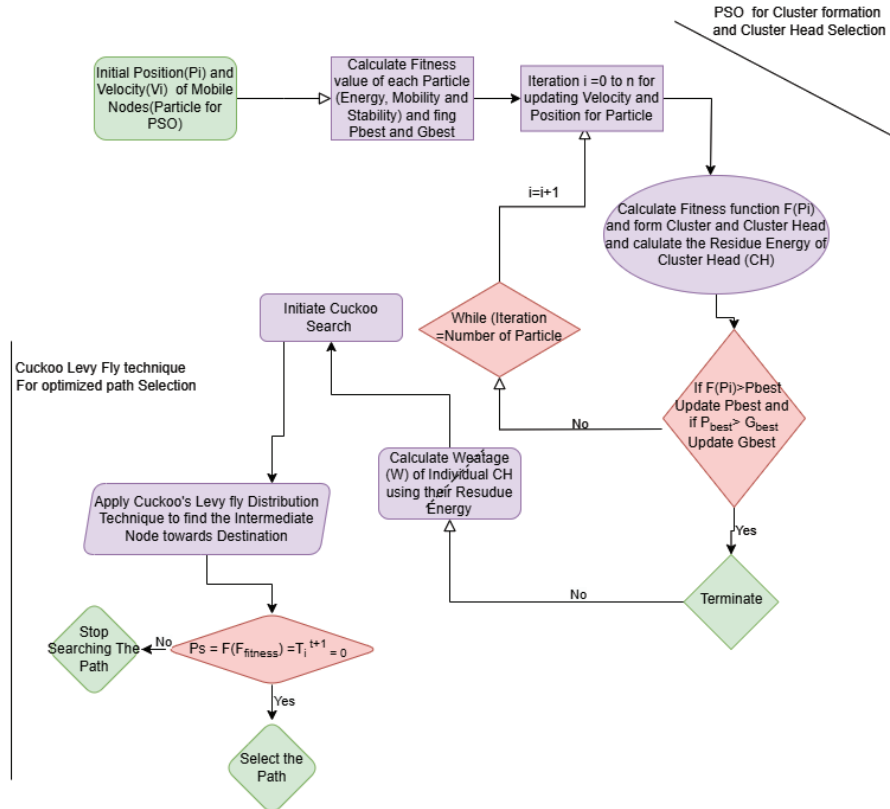 PSO  for Cluster formation
and Cluster Head Selection
Initial Position(Pi) and
Velocity(Vi)  of Mobile
Nodes(Particle for
PSO)
Calculate Fitness
value of each Particle
(Energy, Mobility and
Stability) and fing
Pbest and Gbest
Iteration i =0 to n for
updating Velocity and
Position for Particle
i=i+1
Calculate Fitness function F(Pi)
and form Cluster and Cluster Head
and calulate the Residue Energy of
Cluster Head (CH)
While (Iteration
=Number of Particle
If F(Pi)>Pbest
Update Pbest and
if Pbest> Gbest
Update Gbest
No
Yes
Terminate
No
Calculate Weatage
(W) of Individual CH
using their Resudue
Energy
Initiate Cuckoo
Search
Cuckoo Levy Fly technique
For optimized path Selection
Apply Cuckoo's Levy fly Distribution
Technique to find the Intermediate
Node towards Destination
Ps = F(Ffitness) =Ti t+1 = 0
No
Stop
Searching The
Path
Yes
Select the
Path